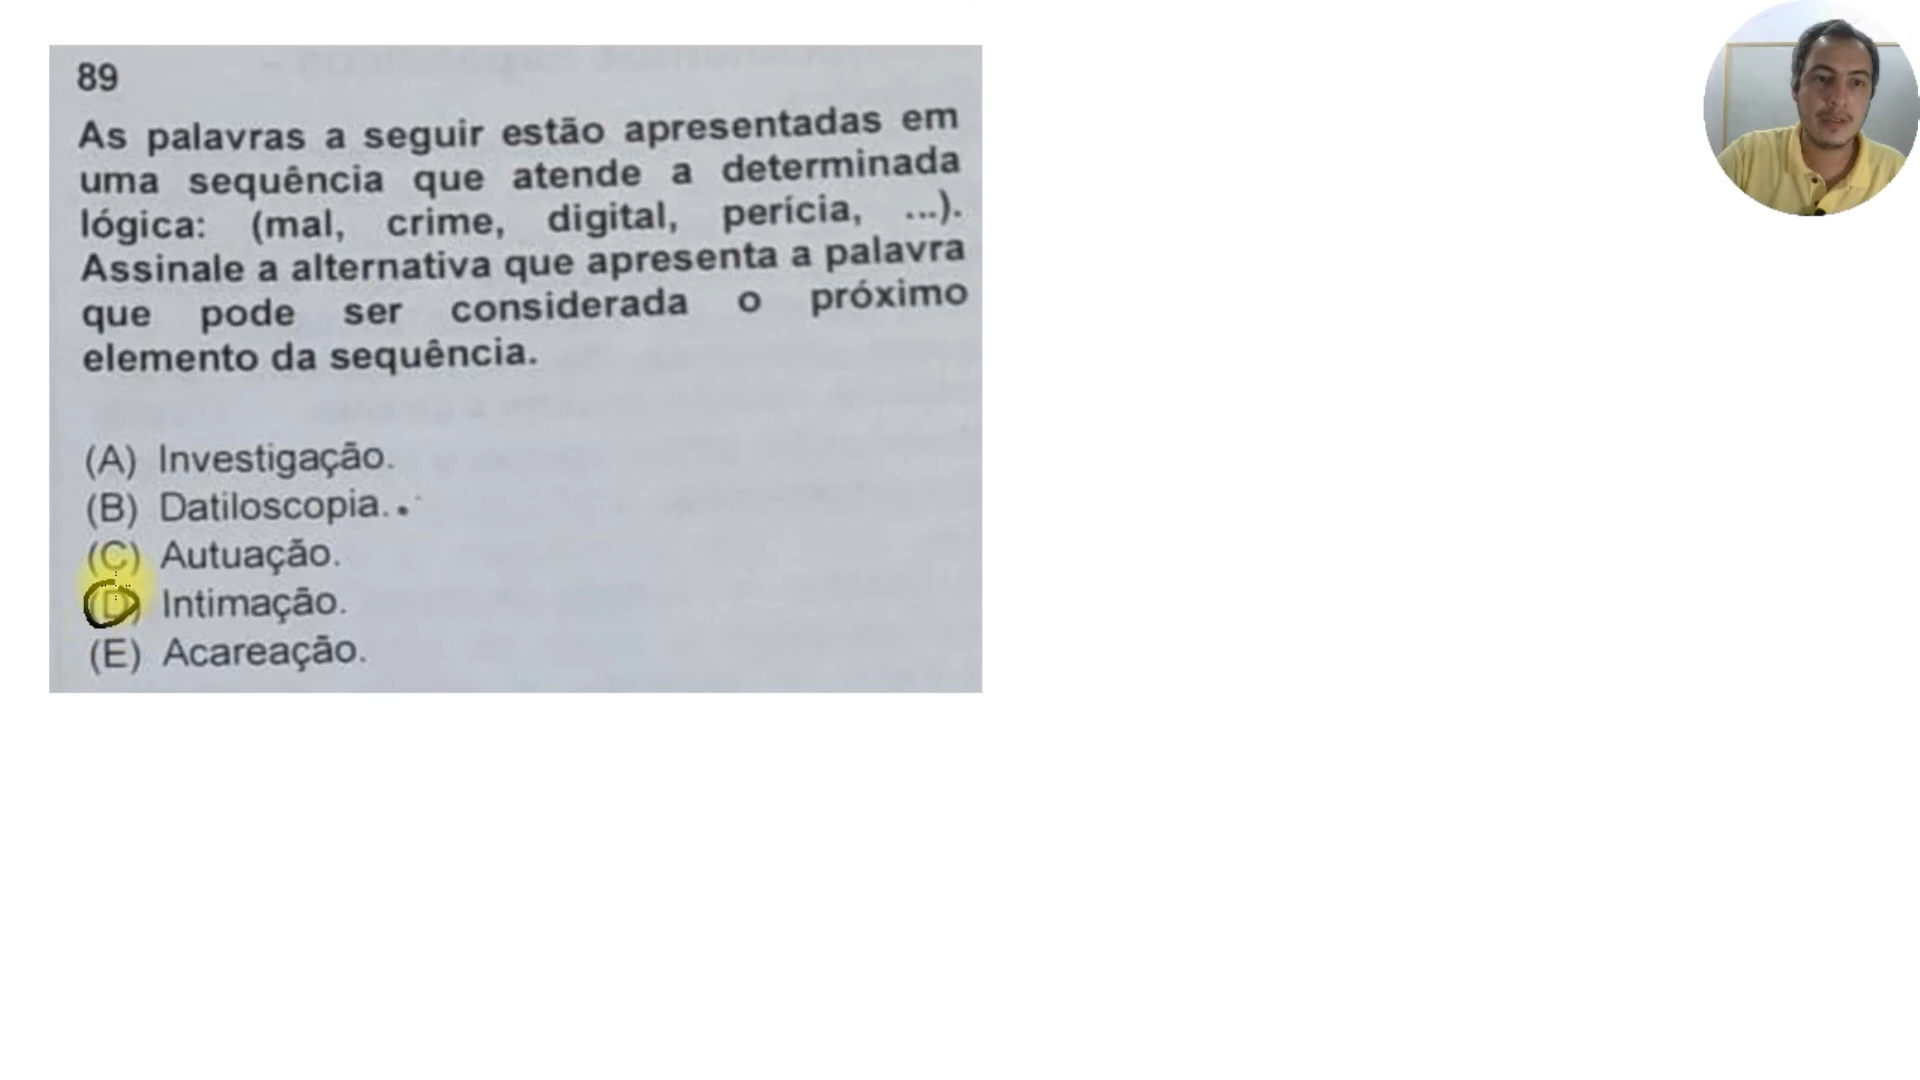 89
As palavras a seguir estão apresentadas em
uma sequência que atende a determinada
lógica: (mal, crime, digital, perícia, ...).
Assinale a alternativa que apresenta a palavra
que pode ser considerada o próximo
elemento da sequência.
(A) Investigação.
(B) Datiloscopia.
(C) Autuação.
(D) Intimação.
(E) Acareação.